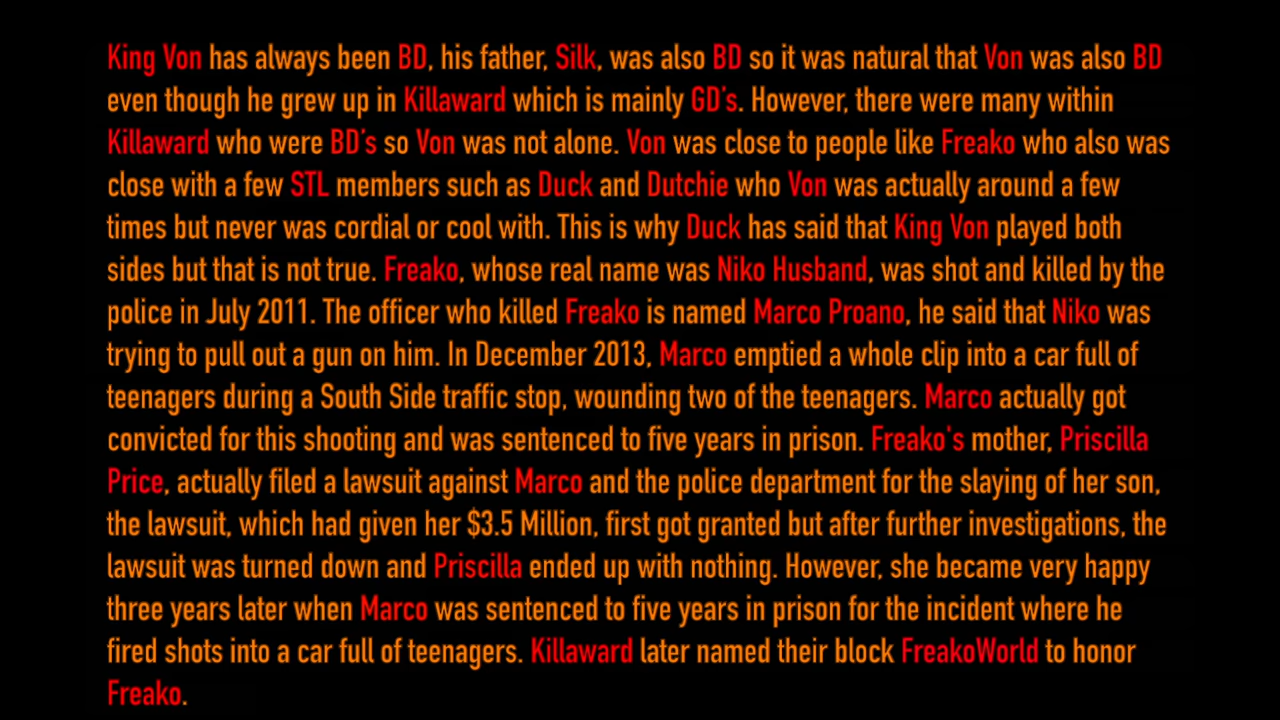 King Von has always been BD, his father, Silk, was also BD so it was natural that Von was also BD
even though he grew up in Killaward which is mainly GD's. However, there were many within
Killaward who were BD's so Von was not alone. Von was close to people like Freako who also was
close with a few STL members such as Duck and Dutchie who Von was actually around a few
times but never was cordial or cool with. This is why Duck has said that King Von played both
sides but that is not true. Freako, whose real name was Niko Husband, was shot and killed by the
police in July 2011. The officer who killed Freako is named Marco Proano, he said that Niko was
trying to pull out a gun on him. In December 2013, Marco emptied a whole clip into a car full of
teenagers during a South Side traffic stop, wounding two of the teenagers. Marco actually got
convicted for this shooting and was sentenced to five years in prison. Freako's mother, Priscilla
Price, actually filed a lawsuit against Marco and the police department for the slaying of her son,
the lawsuit, which had given her $3.5 Million, first got granted but after further investigations, the
lawsuit was turned down and Priscilla ended up with nothing. However, she became very happy
three years later when Marco was sentenced to five years in prison for the incident where he
fired shots into a car full of teenagers. Killaward later named their block FreakoWorld to honor
Freako.